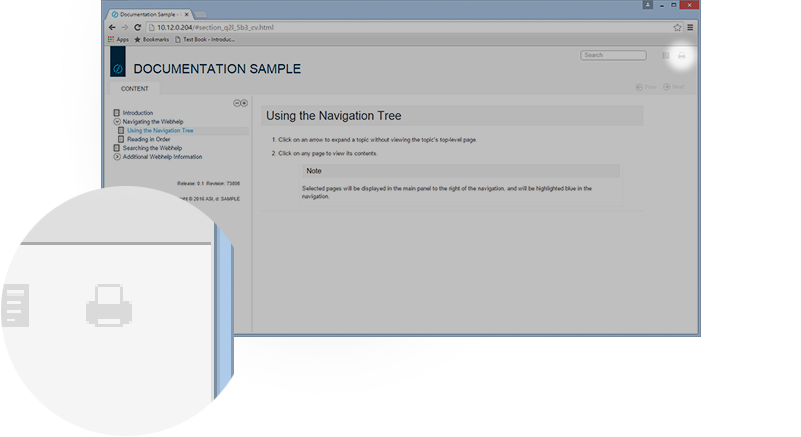 Documentation Sample -
10.12.0.204/#section_q2l_5b3_cv.html
Apps Bookmarks Test Book - Introduc...
Search
DOCUMENTATION SAMPLE
CONTENT
Prev Next
Introduction
Navigating the Webhelp
Using the Navigation Tree
Reading in Order
Searching the Webhelp
Additional Webhelp Information
Release: 9.1 Revision: 73806
© 2016 ASI, d: SAMPLE
Using the Navigation Tree
1. Click on an arrow to expand a topic without viewing the topic's top-level page.
2. Click on any page to view its contents.
Note
Selected pages will be displayed in the main panel to the right of the navigation, and will be highlighted blue in the
navigation.